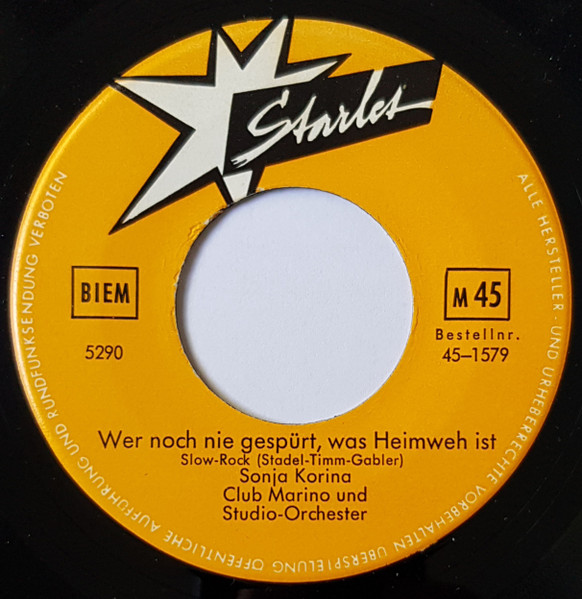 Starlet
BIEM
5290
M 45
Bestellnr.
45–1579
Wer noch nie gespürt, was Heimweh ist
Slow-Rock (Stadel-Timm-Gabler)
Sonja Korina
Club Marino und
Studio-Orchester
ALLE HERSTELLER- UND URHEBERRECHTE VORBEHALTEN ÜBERSPIELUNG ÖFFENTLICHE AUFFÜHRUNG UND RUNDFUNKSENDUNG VERBOTEN